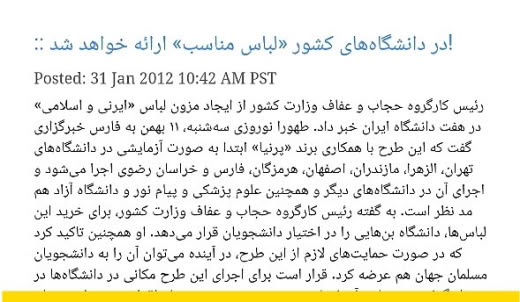 :: در دانشگاه‌های کشور «لباس مناسب» ارائه خواهد شد!
Posted: 31 Jan 2012 10:42 AM PST
رئیس کارگروه حجاب و عفاف وزارت کشور از ایجاد مزون لباس «ایرنی و اسلامی»
در هفت دانشگاه ایران خبر داد. طهورا نوروزی سه‌شنبه، ۱۱ بهمن به فارس خبرگزاری
گفت که این طرح با همکاری برند «پرنیا» ابتدا به صورت آزمایشی در دانشگاه‌های
تهران، الزهرا، مازندران، اصفهان، هرمزگان، فارس و خراسان رضوی اجرا می‌شود و
اجرای آن در دانشگاه‌های دیگر و همچنین علوم پزشکی و پیام نور و دانشگاه آزاد هم
مد نظر است. به گفته رئیس کارگروه حجاب و عفاف وزارت کشور، برای خرید این
لباس‌ها، دانشگاه بن‌هایی را در اختیار دانشجویان قرار می‌دهد. او همچنین تاکید کرد
که در صورت حمایت‌های لازم از این طرح، در آینده می‌توان آن را به دانشجویان
مسلمان جهان هم عرضه کرد. قرار است برای اجرای این طرح مکانی در دانشگاه‌ها در